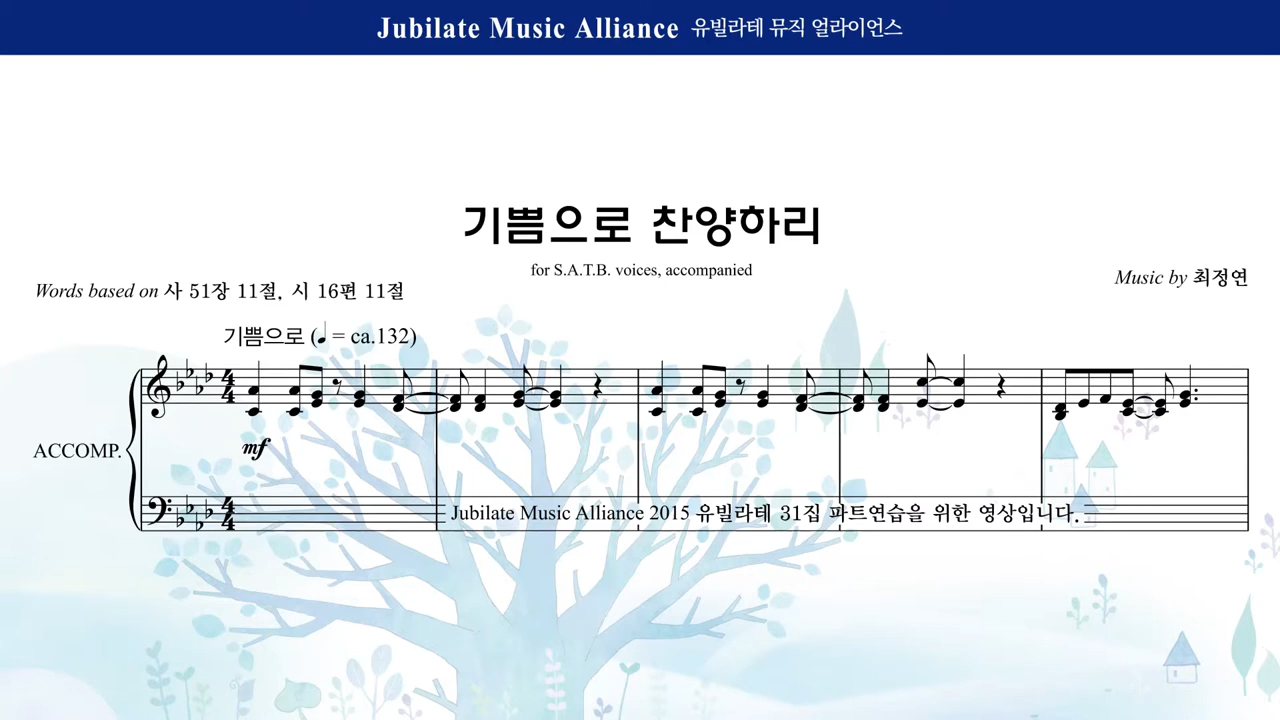 Jubilate Music Alliance 유빌라테 뮤직 얼라이언스
기쁨으로 찬양하리
for S.A.T.B. voices, accompanied
Words based on 사 51장 11절, 시 16편 11절
Music by 최정연
기쁨으로 (♩ = ca.132)
4/4
mf
ACCOMP.
4/4
Jubilate Music Alliance 2015 유빌라테 31집 파트연습을 위한 영상입니다.